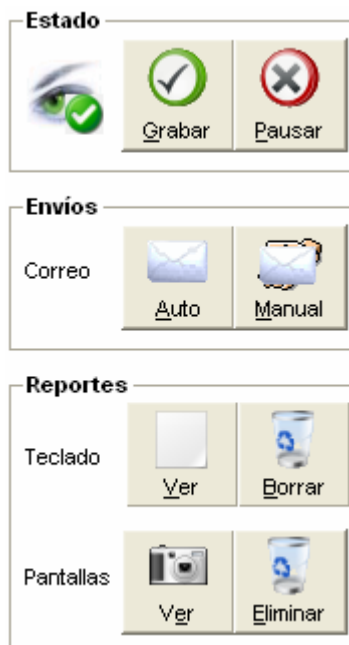 Estado
Grabar Pausar
Envíos
Correo
Auto Manual
Reportes
Teclado
Ver Borrar
Pantallas
Ver Eliminar